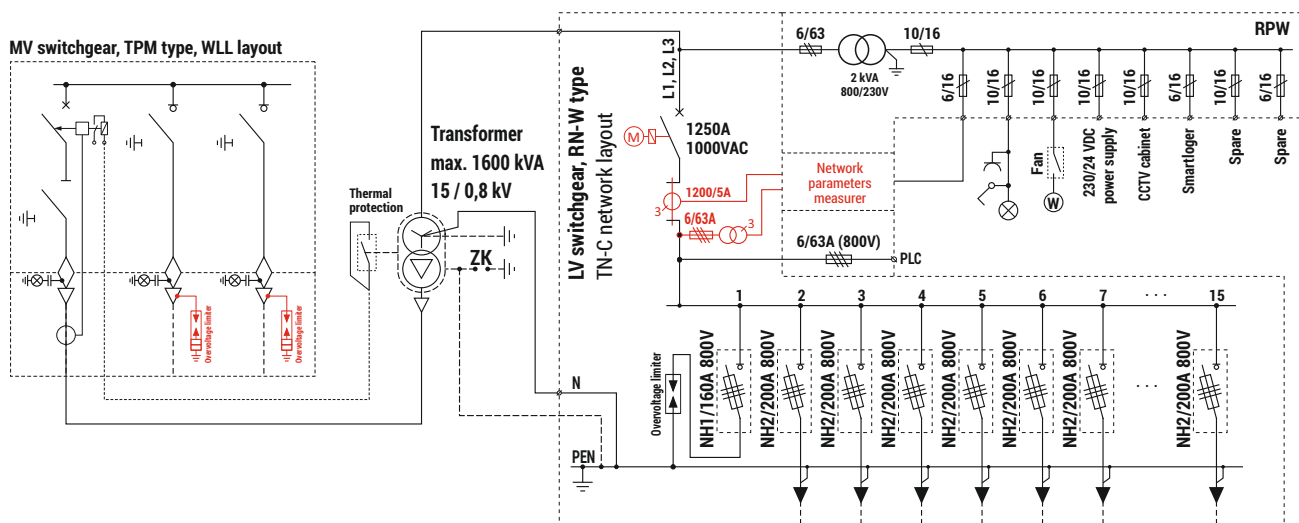 MV switchgear, TPM type, WLL layout
Overvoltage limiter
Overvoltage limiter
Thermal
protection
Transformer
max. 1600 kVA
15 / 0,8 kV
ZK
N
PEN
LV switchgear, RN-W type
TN-C network layout
L1, L2, L3
M
1250A
1000VAC
3
1200/5A
6/63A
3
Network
parameters
measurer
6/63A (800V)
PLC
RPW
6/63
2 kVA
800/230V
10/16
6/16
10/16
10/16
10/16
10/16
6/16
10/16
6/16
Fan
W
230/24 VDC
power supply
CCTV cabinet
Smartloger
Spare
Spare
1
2
3
4
5
6
7
. . .
15
Overvoltage limiter
NH1/160A 800V
NH2/200A 800V
NH2/200A 800V
NH2/200A 800V
NH2/200A 800V
NH2/200A 800V
NH2/200A 800V
. . .
NH2/200A 800V
. . .